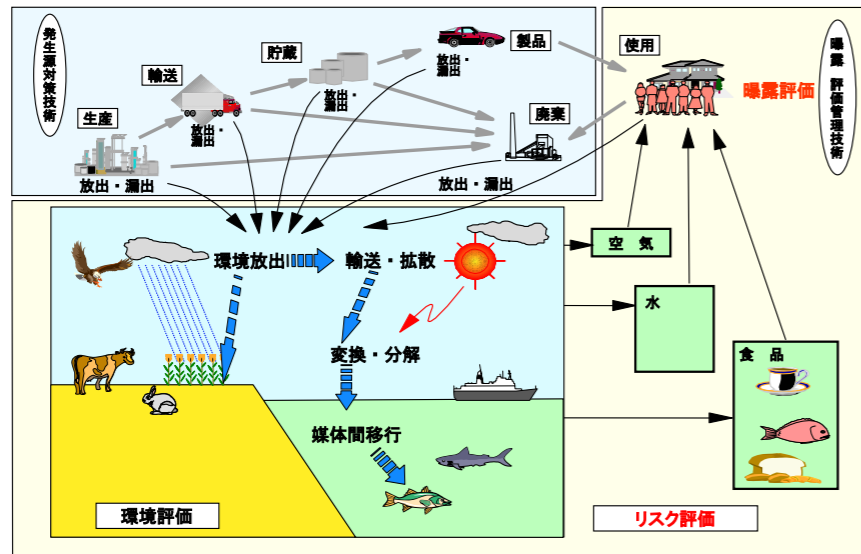 発生源対策技術
生産
放出・漏出
輸送
放出・
漏出
貯蔵
放出・
漏出
製品
放出・
漏出
廃棄
放出・漏出
使用
曝露評価
曝露 評価管理技術
環境放出
輸送・拡散
変換・分解
媒体間移行
環境評価
空 気
水
食 品
リスク評価